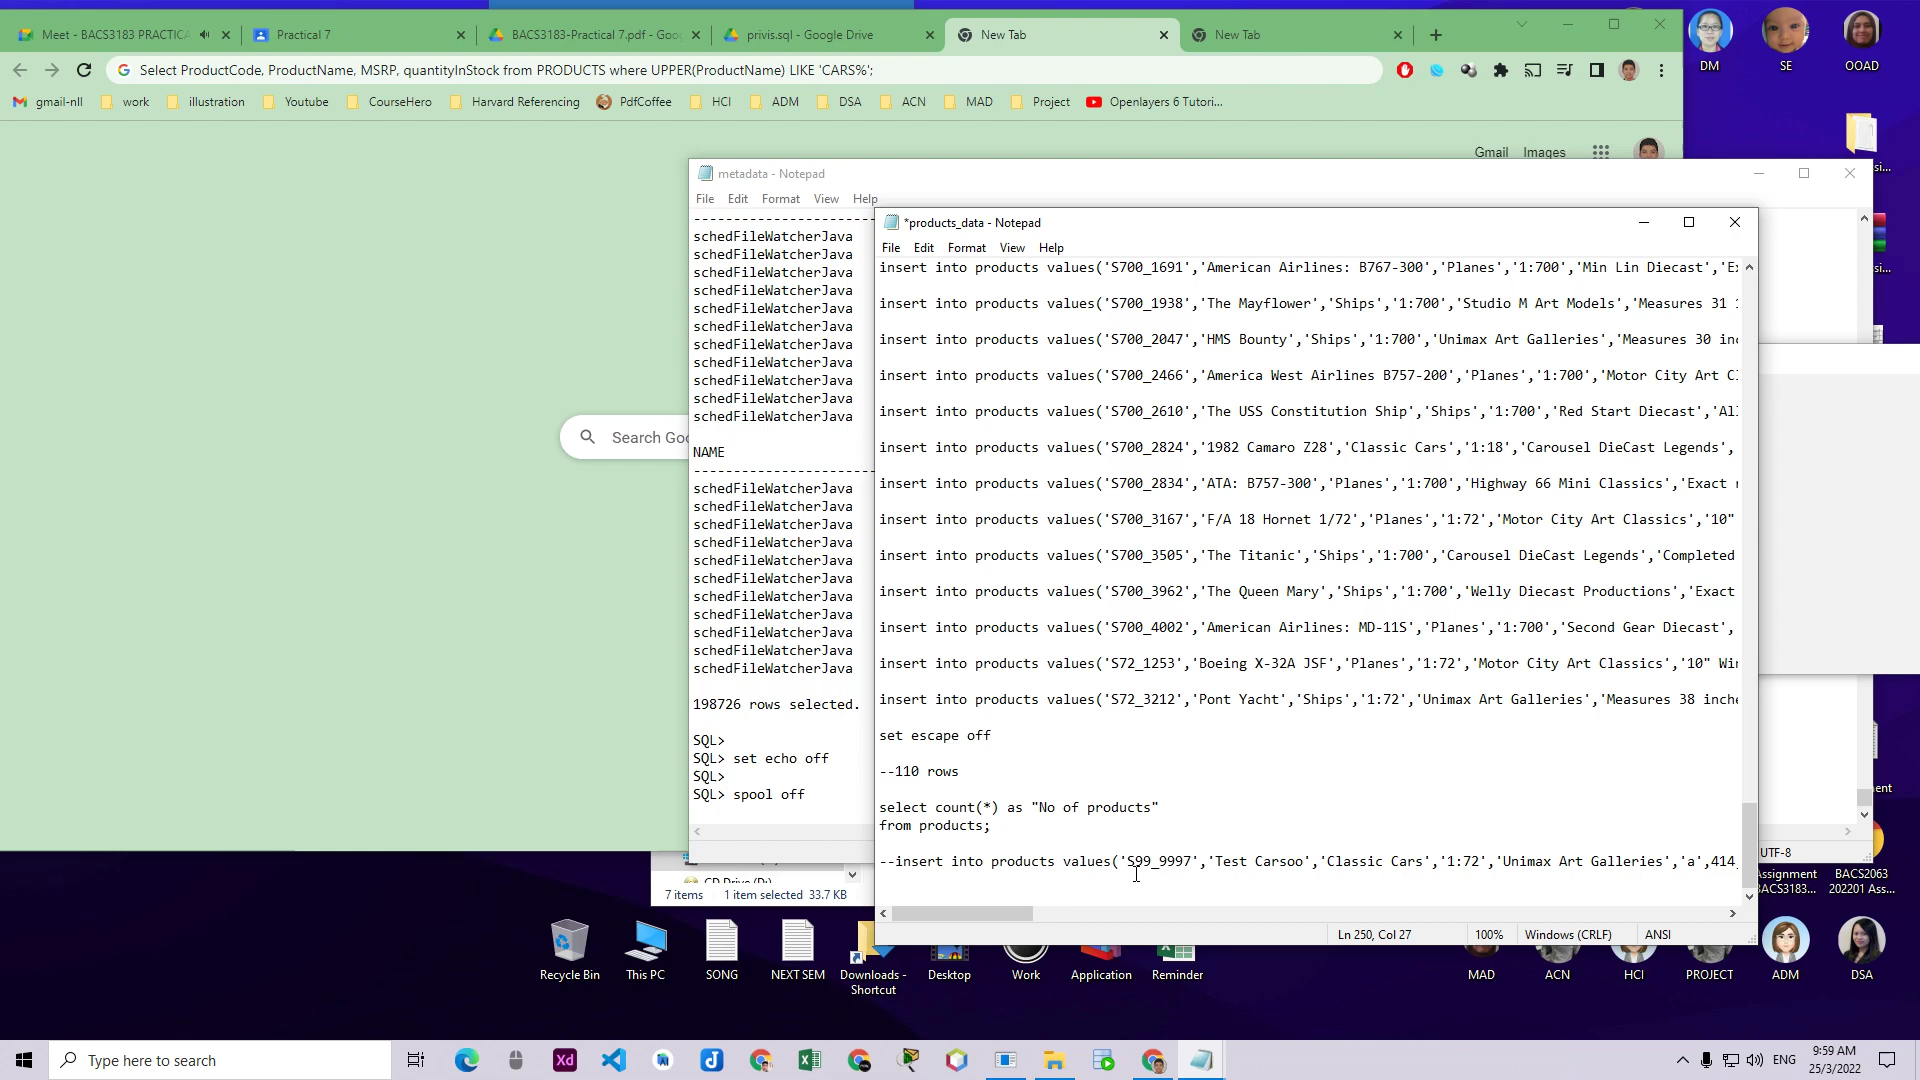 Meet - BACS3183 PRACTICA
Practical 7
BACS3183-Practical 7.pdf - Goo
privis.sql - Google Drive
New Tab
New Tab
Select ProductCode, ProductName, MSRP, quantityInStock from PRODUCTS where UPPER(ProductName) LIKE 'CARS%';
gmail-nll
work
illustration
Youtube
CourseHero
Harvard Referencing
PdfCoffee
HCI
ADM
DSA
ACN
MAD
Project
Openlayers 6 Tutori...
Gmail Images
Search Goo
DM
SE
OOAD
metadata - Notepad
File Edit Format View Help
schedFileWatcherJava
schedFileWatcherJava
schedFileWatcherJava
schedFileWatcherJava
schedFileWatcherJava
schedFileWatcherJava
schedFileWatcherJava
schedFileWatcherJava
schedFileWatcherJava
schedFileWatcherJava
schedFileWatcherJava
NAME
--------------------
schedFileWatcherJava
schedFileWatcherJava
schedFileWatcherJava
schedFileWatcherJava
schedFileWatcherJava
schedFileWatcherJava
schedFileWatcherJava
schedFileWatcherJava
schedFileWatcherJava
schedFileWatcherJava
schedFileWatcherJava
198726 rows selected.
SQL>
SQL> set echo off
SQL>
SQL> spool off
UTF-8
*products_data - Notepad
File Edit Format View Help
insert into products values('S700_1691','American Airlines: B767-300','Planes','1:700','Min Lin Diecast','Ex
insert into products values('S700_1938','The Mayflower','Ships','1:700','Studio M Art Models','Measures 31 1
insert into products values('S700_2047','HMS Bounty','Ships','1:700','Unimax Art Galleries','Measures 30 inc
insert into products values('S700_2466','America West Airlines B757-200','Planes','1:700','Motor City Art C
insert into products values('S700_2610','The USS Constitution Ship','Ships','1:700','Red Start Diecast','All
insert into products values('S700_2824','1982 Camaro Z28','Classic Cars','1:18','Carousel DieCast Legends',
insert into products values('S700_2834','ATA: B757-300','Planes','1:700','Highway 66 Mini Classics','Exact r
insert into products values('S700_3167','F/A 18 Hornet 1/72','Planes','1:72','Motor City Art Classics','10"
insert into products values('S700_3505','The Titanic','Ships','1:700','Carousel DieCast Legends','Completed
insert into products values('S700_3962','The Queen Mary','Ships','1:700','Welly Diecast Productions','Exact
insert into products values('S700_4002','American Airlines: MD-11S','Planes','1:700','Second Gear Diecast',
insert into products values('S72_1253','Boeing X-32A JSF','Planes','1:72','Motor City Art Classics','10" Win
insert into products values('S72_3212','Pont Yacht','Ships','1:72','Unimax Art Galleries','Measures 38 inche
set escape off
--110 rows
select count(*) as "No of products"
from products;
--insert into products values('S99_9997','Test Carsoo','Classic Cars','1:72','Unimax Art Galleries','a',414
Ln 250, Col 27
100%
Windows (CRLF)
ANSI
7 items 1 item selected 33.7 KB
Assignment
BACS3183...
BACS2063
202201 Ass...
Recycle Bin
This PC
SONG
NEXT SEM
Downloads -
Shortcut
Desktop
Work
Application
Reminder
MAD
ACN
HCI
PROJECT
ADM
DSA
Type here to search
ENG
9:59 AM
25/3/2022